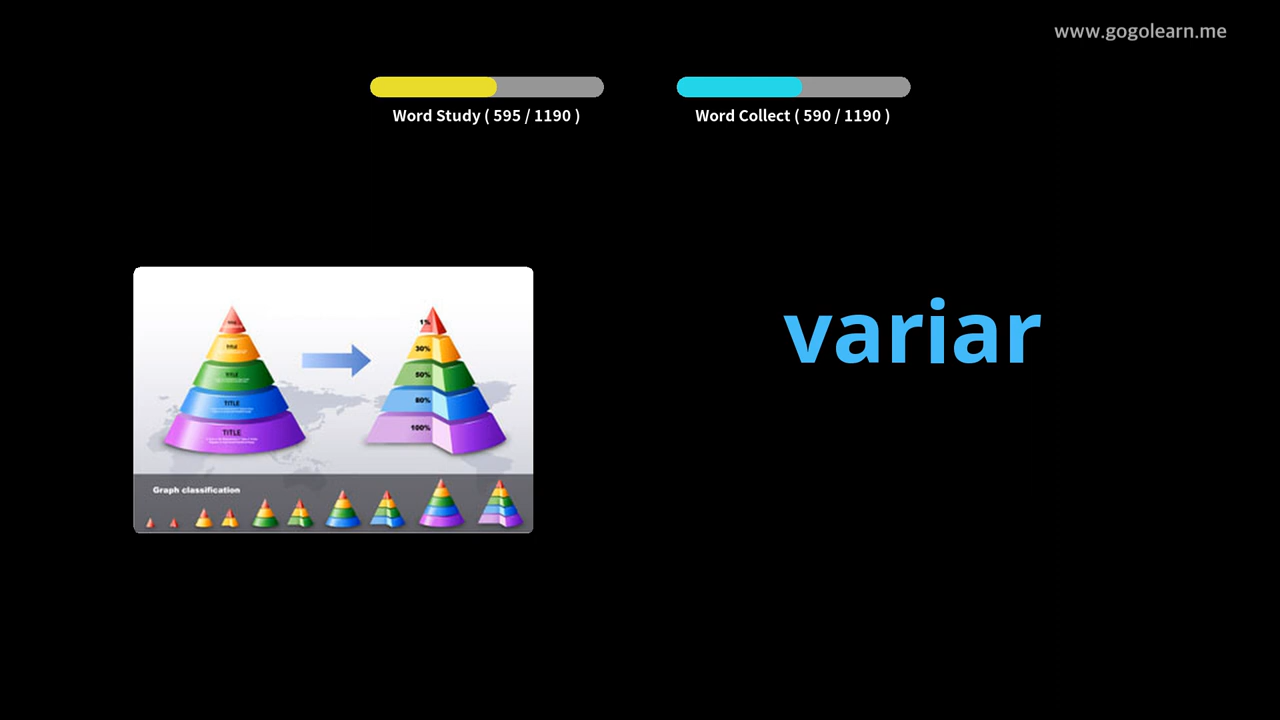 www.gogolearn.me
Word Study ( 595 / 1190 )
Word Collect ( 590 / 1190 )
variar
TITLE
TITLE
TITLE
TITLE
1%
30%
50%
80%
100%
Graph classification